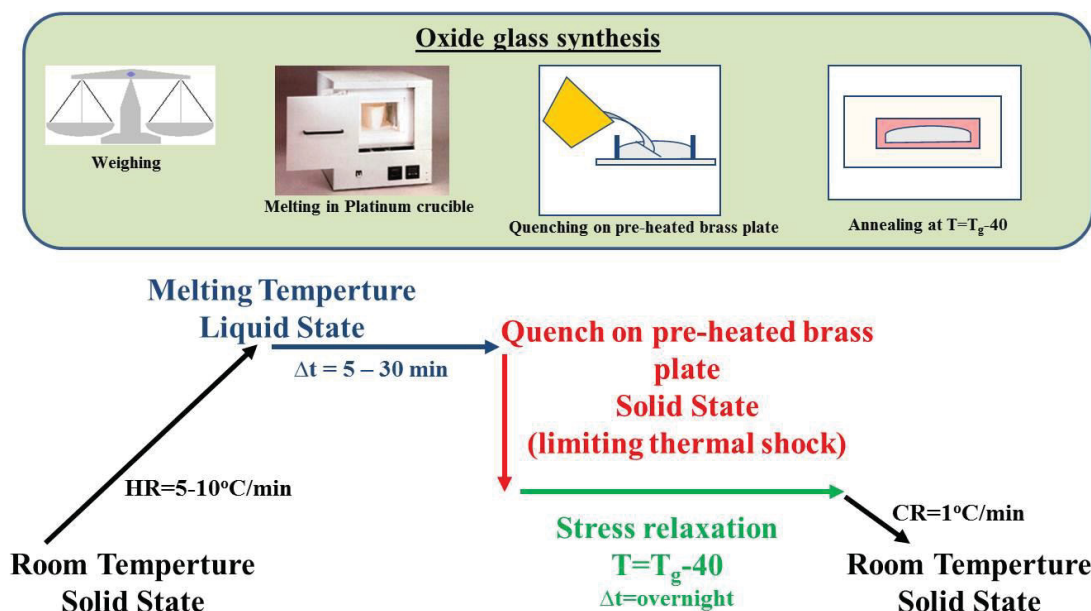 Oxide glass synthesis
Weighing
Melting in Platinum crucible
Quenching on pre-heated brass plate
Annealing at T=Tg-40
Melting Temperture
Liquid State
Δt = 5 – 30 min
Quench on pre-heated brass
plate
Solid State
(limiting thermal shock)
HR=5-10°C/min
CR=1°C/min
Stress relaxation
T=Tg-40
Δt=overnight
Room Temperature
Solid State
Room Temperature
Solid State